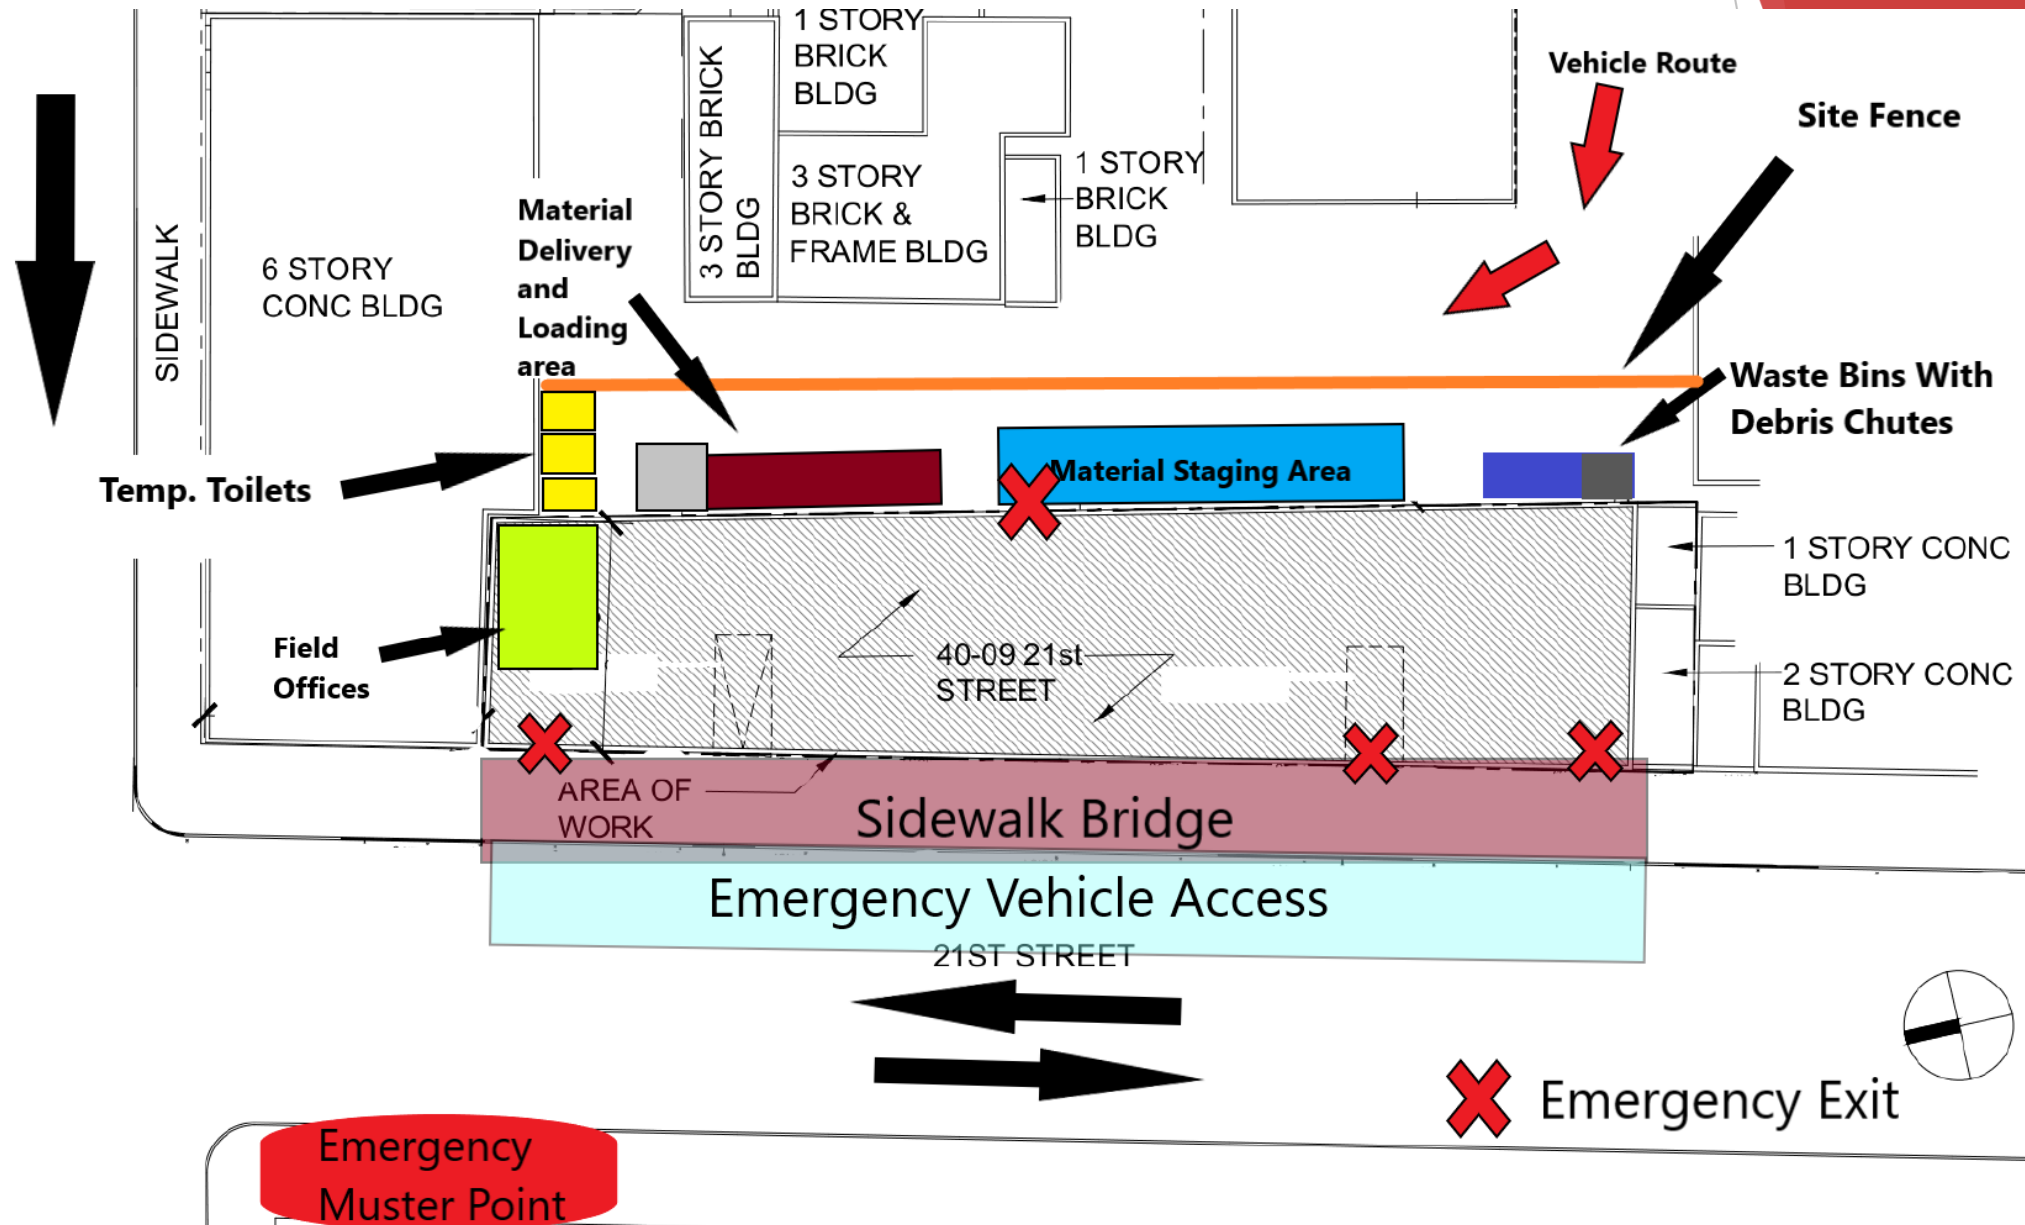 1 STORY
BRICK
BLDG
3 STORY BRICK
BLDG
3 STORY
BRICK &
FRAME BLDG
1 STORY
BRICK
BLDG
Vehicle Route
Site Fence
Material
Delivery
and
Loading
area
SIDEWALK
6 STORY
CONC BLDG
Waste Bins With
Debris Chutes
Temp. Toilets
Material Staging Area
1 STORY CONC
BLDG
Field
Offices
40-09 21st
STREET
2 STORY CONC
BLDG
AREA OF
WORK
Sidewalk Bridge
Emergency Vehicle Access
21ST STREET
Emergency Exit
Emergency
Muster Point